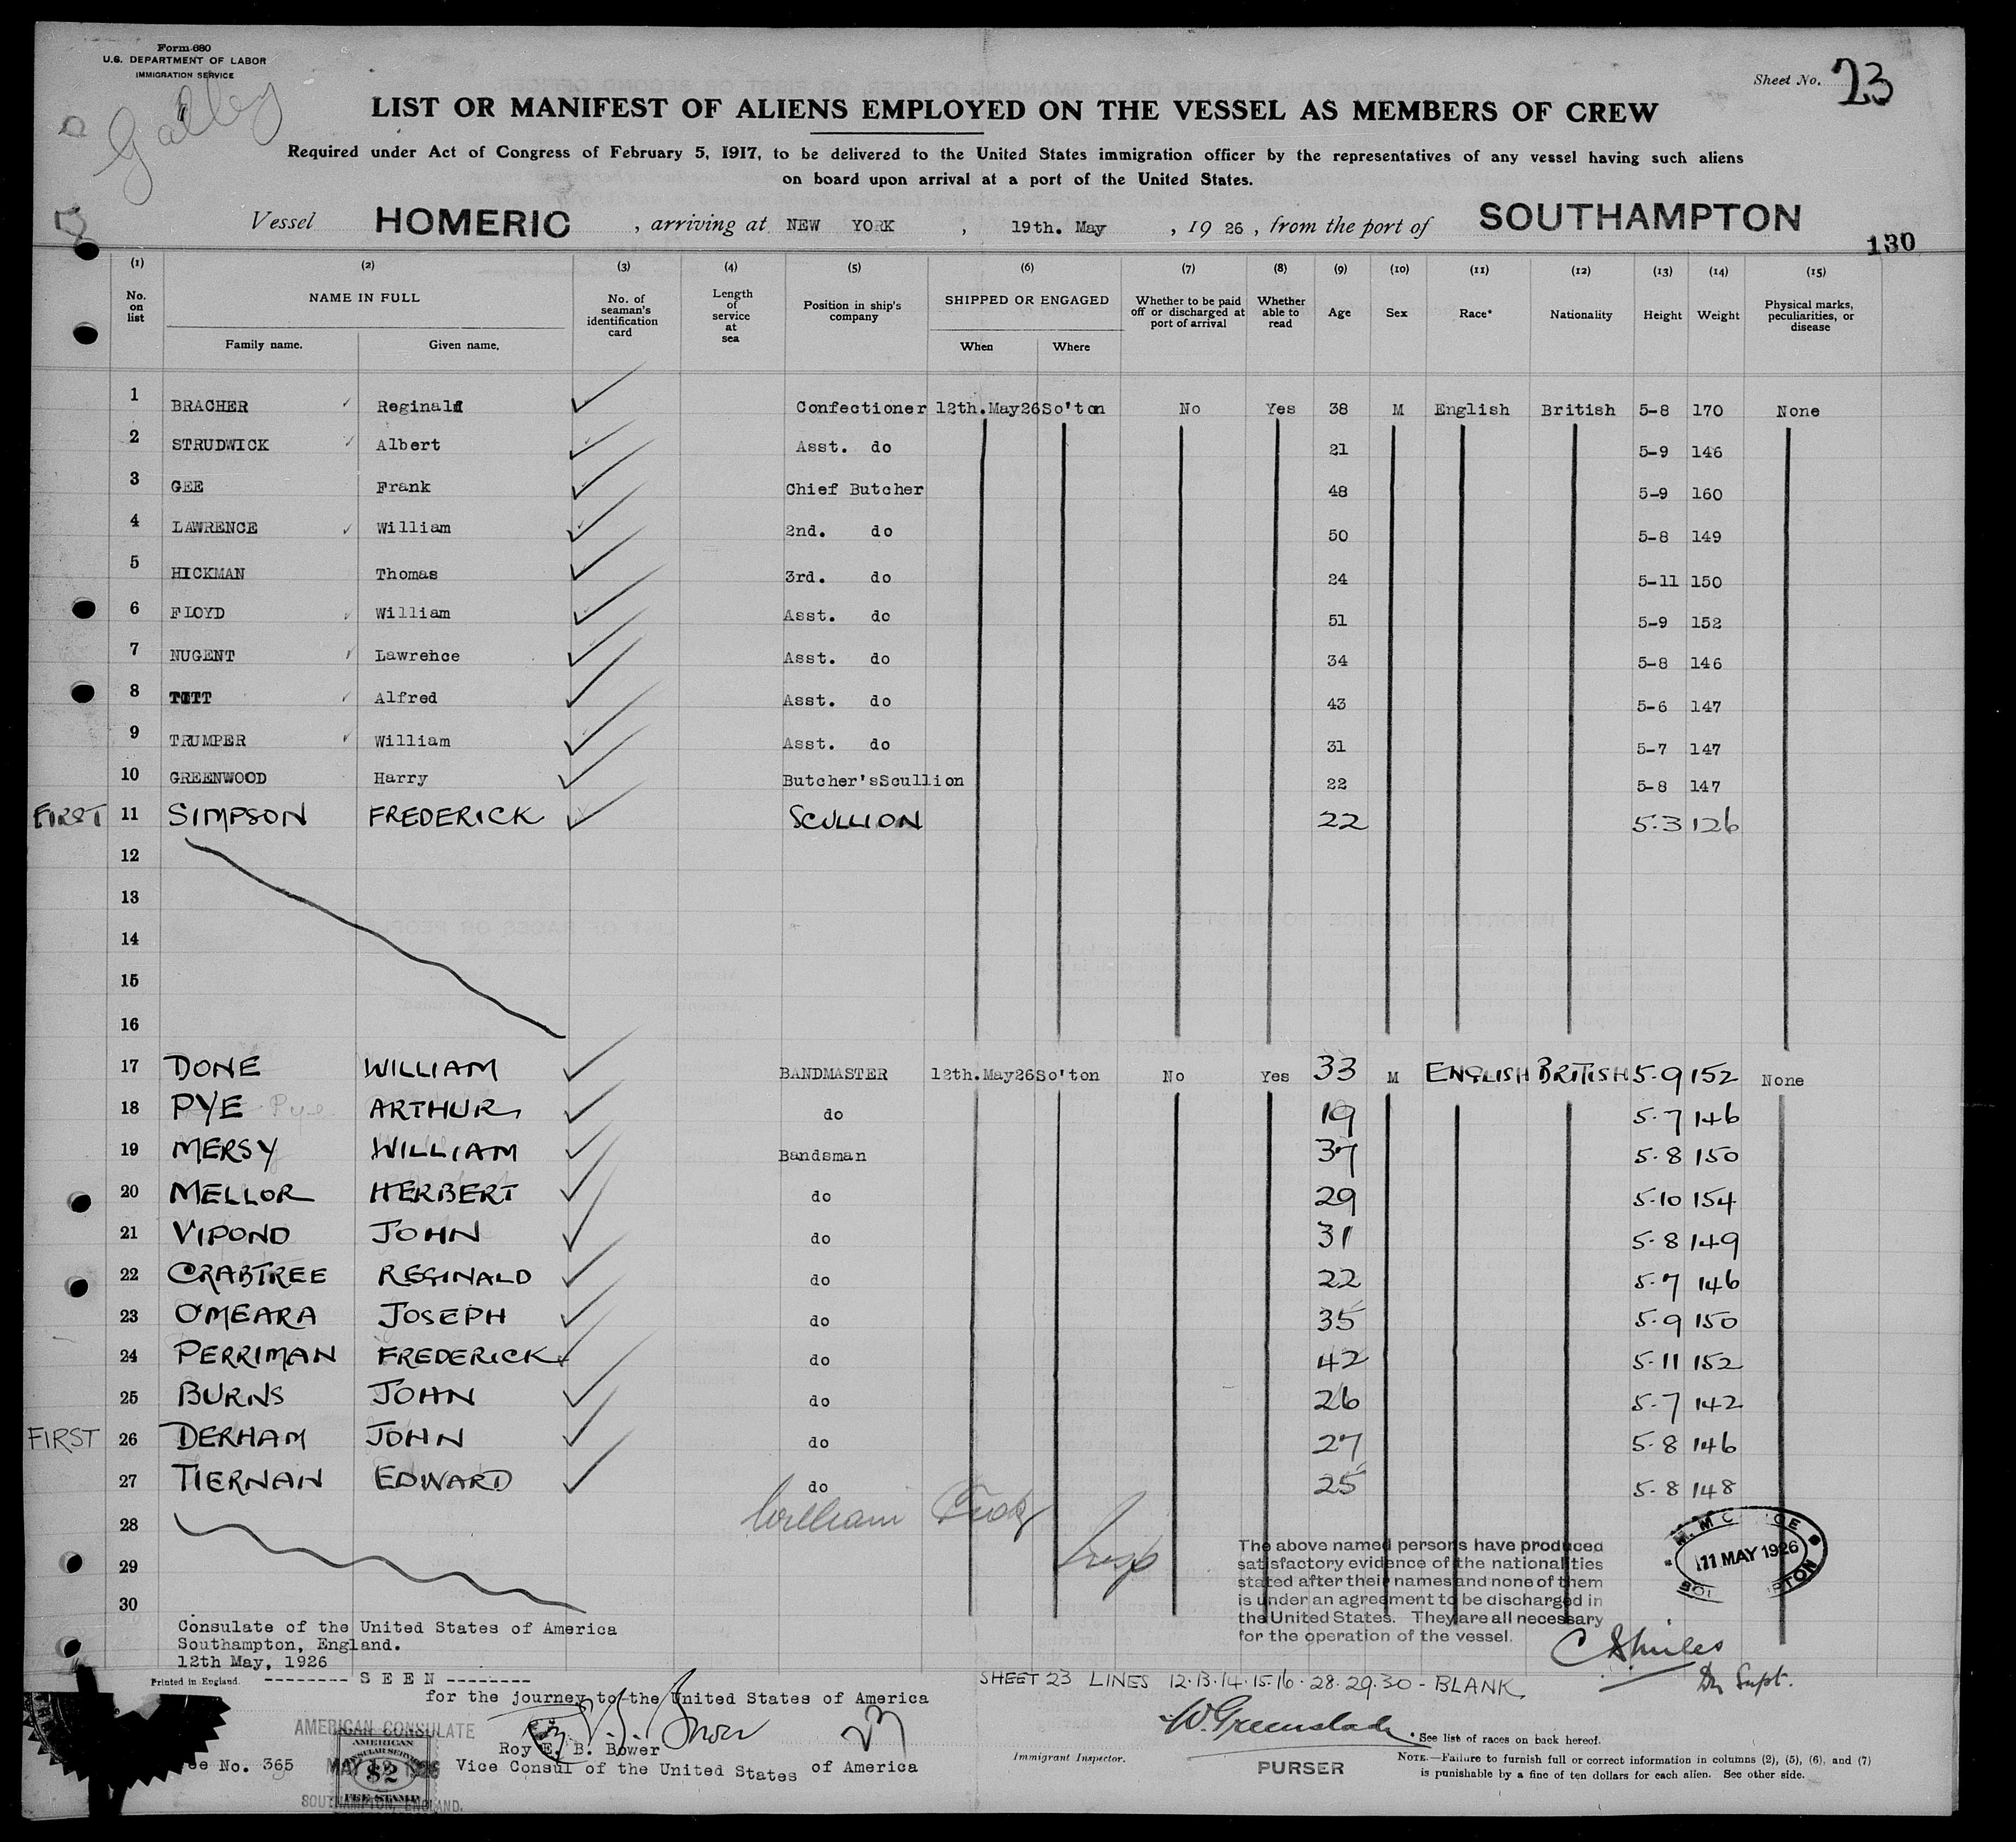 Form 680
U.S. DEPARTMENT OF LABOR
IMMIGRATION SERVICE
Galley
Sheet No. 23
LIST OR MANIFEST OF ALIENS EMPLOYED ON THE VESSEL AS MEMBERS OF CREW
Required under Act of Congress of February 5, 1917, to be delivered to the United States immigration officer by the representatives of any vessel having such aliens
on board upon arrival at a port of the United States.
Vessel HOMERIC , arriving at NEW YORK , 19th. May , 19 26 , from the port of SOUTHAMPTON
130
(1) (2) (3) (4) (5) (6) (7) (8) (9) (10) (11) (12) (13) (14) (15)
No. on list NAME IN FULL Family name. Given name. No. of seaman's identification card Length of service at sea Position in ship's company SHIPPED OR ENGAGED When Where Whether to be paid off or discharged at port of arrival Whether able to read Age Sex Race* Nationality Height Weight Physical marks, peculiarities, or disease
1 BRACHER Reginald Confectioner 12th.May26 So'ton No Yes 38 M English British 5-8 170 None
2 STRUDWICK Albert Asst. do 21 5-9 146
3 GEE Frank Chief Butcher 48 5-9 160
4 LAWRENCE William 2nd. do 50 5-8 149
5 HICKMAN Thomas 3rd. do 24 5-11 150
6 FLOYD William Asst. do 51 5-9 152
7 NUGENT Lawrence Asst. do 34 5-8 146
8 Alfred Asst. do 43 5-6 147
9 TRUMPER William Asst. do 31 5-7 147
10 GREENWOOD Harry Butcher'sScullion 22 5-8 147
FIRST 11 SIMPSON FREDERICK SCULLION 22 5.3 126
12
13
14
15
16
17 DONE WILLIAM BANDMASTER 12th.May26 So'ton No Yes 33 M ENGLISH BRITISH 5-9 152 None
18 PYE Pye ARTHUR do 19 5-7 146
19 MERSY WILLIAM Bandsman 37 5-8 150
20 MELLOR HERBERT do 29 5-10 154
21 VIPOND JOHN do 31 5-8 149
22 CRABTREE REGINALD do 22 5-7 146
23 O'MEARA JOSEPH do 35 5-9 150
24 PERRIMAN FREDERICK do 42 5-11 152
25 BURNS JOHN do 26 5-7 142
FIRST 26 DERHAM JOHN do 27 5-8 146
27 TIERNAN EDWARD do 25 5-8 148
William
28
29
30
The above named persons have produced
satisfactory evidence of the nationalities
stated after their names and none of them
is under an agreement to be discharged in
the United States. They are all necessary
for the operation of the vessel.
11 MAY 1926
Consulate of the United States of America
Southampton, England.
12th May, 1926
Printed in England.
-------- S E E N --------
for the journey to the United States of America
SHEET 23 LINES 12.13.14.15.16.28.29.30 - BLANK
Supt.
AMERICAN CONSULATE
AMERICAN
CONSULAR SERVICE
$2
FEE STAMP
SOUTHAMPTON, ENGLAND.
Roy E. B. Bower
No. 365
Vice Consul of the United States of America
W. Greenslade
PURSER
Immigrant Inspector.
* See list of races on back hereof.
NOTE.—Failure to furnish full or correct information in columns (2), (5), (6), and (7)
is punishable by a fine of ten dollars for each alien. See other side.